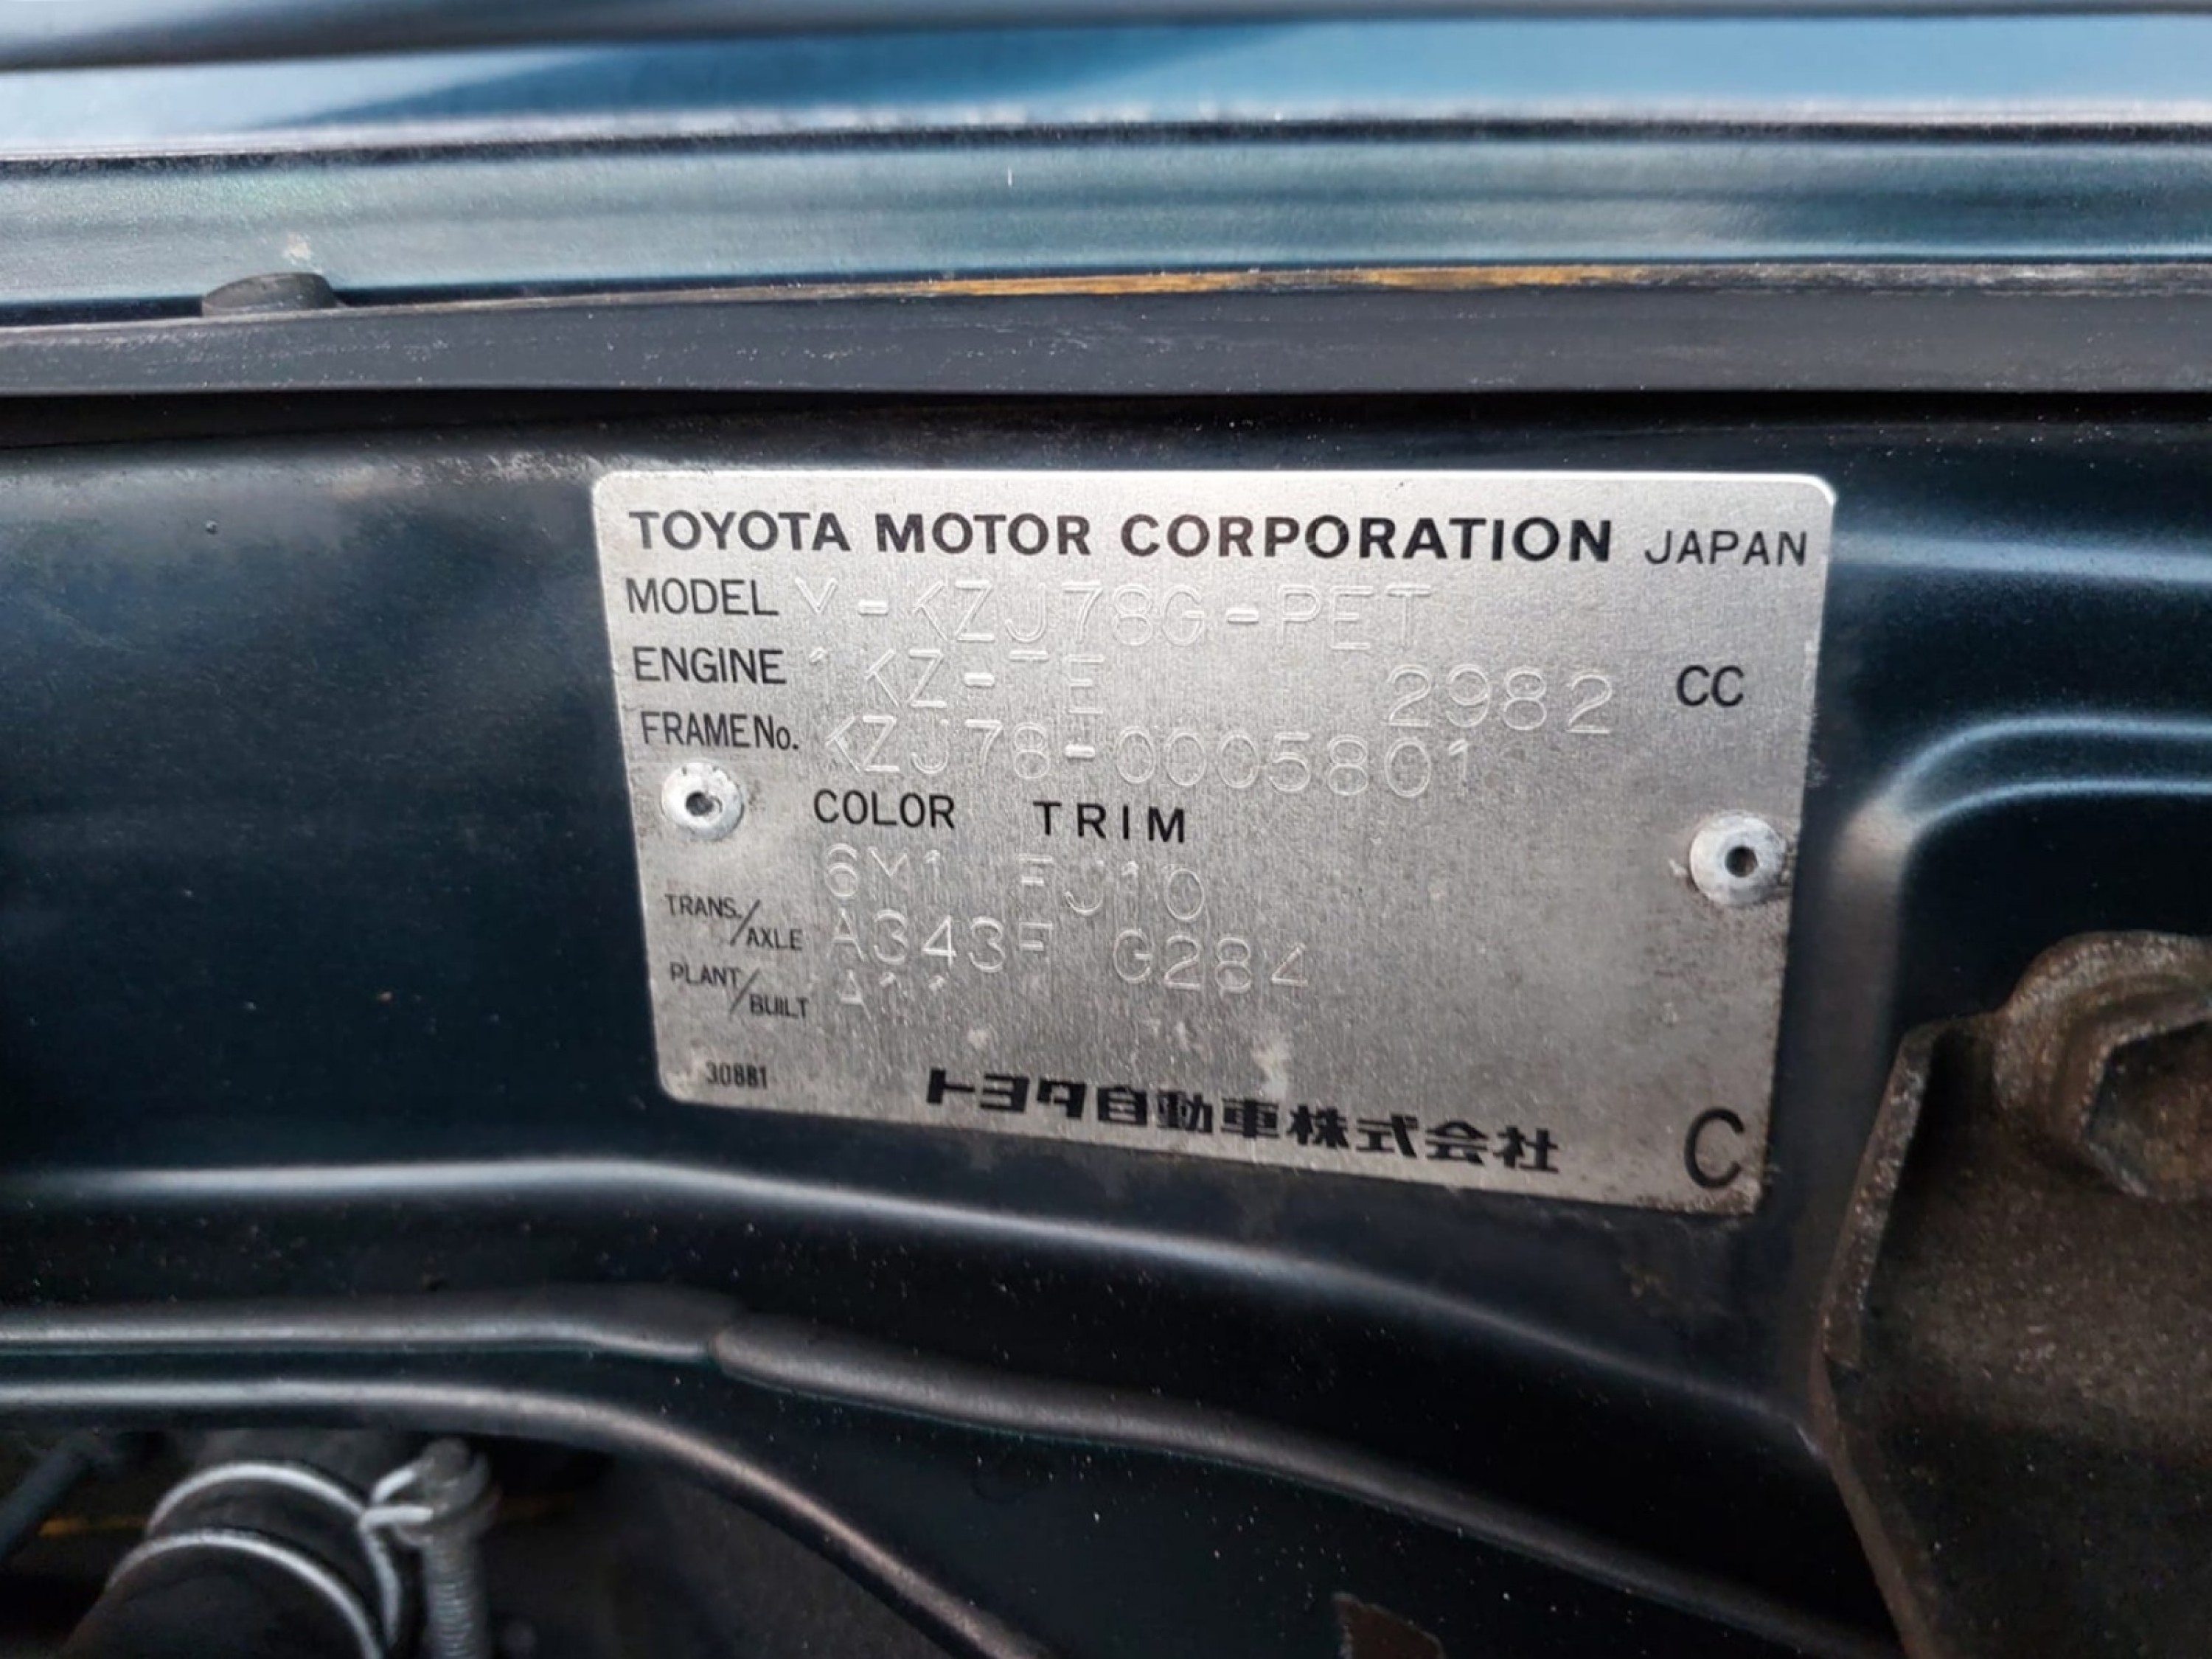 TOYOTA MOTOR CORPORATION JAPAN
MODEL Y-KZJ78G-PET
ENGINE 1KZ-TE 2982 CC
FRAME No. KZJ78-0005801
COLOR TRIM
6M1 FJ10
TRANS./AXLE A343F G284
PLANT/BUILT A11
30881
トヨタ自動車株式会社
C